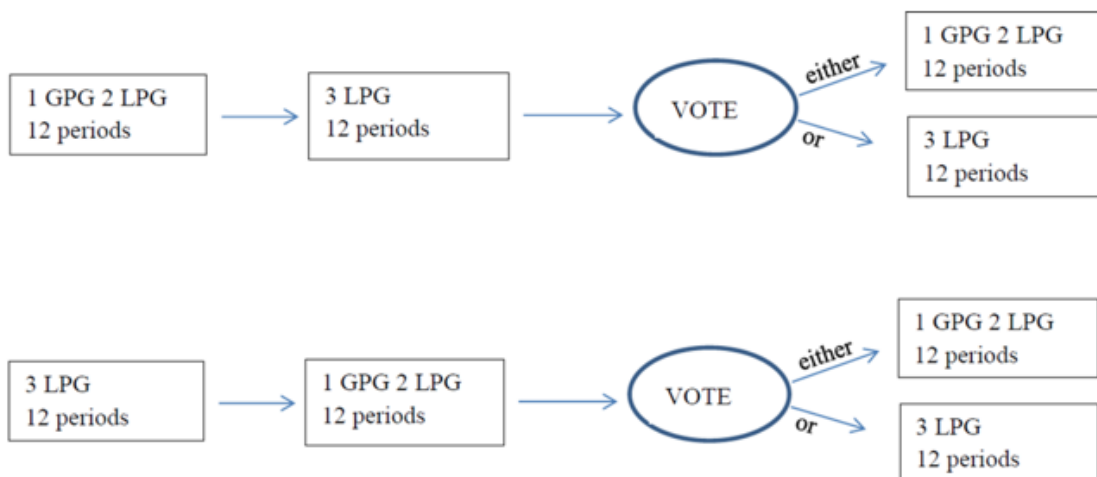 1 GPG 2 LPG
12 periods
3 LPG
12 periods
VOTE
either
or
1 GPG 2 LPG
12 periods
3 LPG
12 periods
3 LPG
12 periods
1 GPG 2 LPG
12 periods
VOTE
either
or
1 GPG 2 LPG
12 periods
3 LPG
12 periods